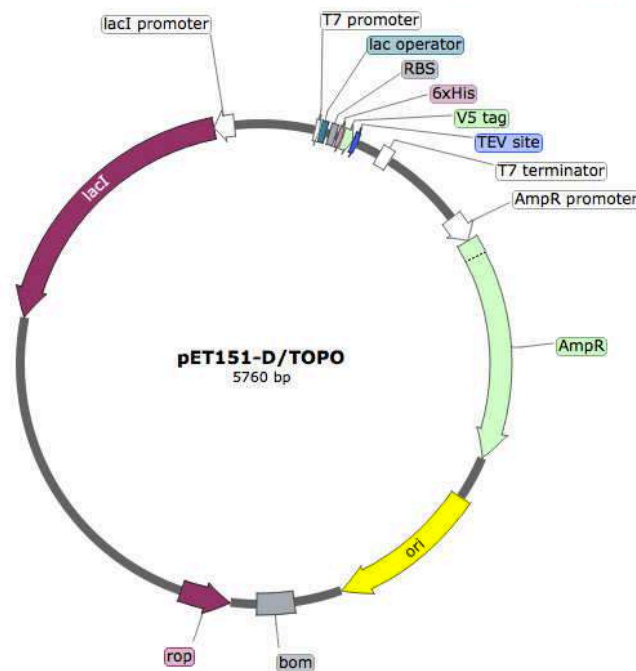 lacI promoter
T7 promoter
lac operator
RBS
6xHis
V5 tag
TEV site
T7 terminator
AmpR promoter
lacI
pET151-D/TOPO
5760 bp
AmpR
ori
rop
bom